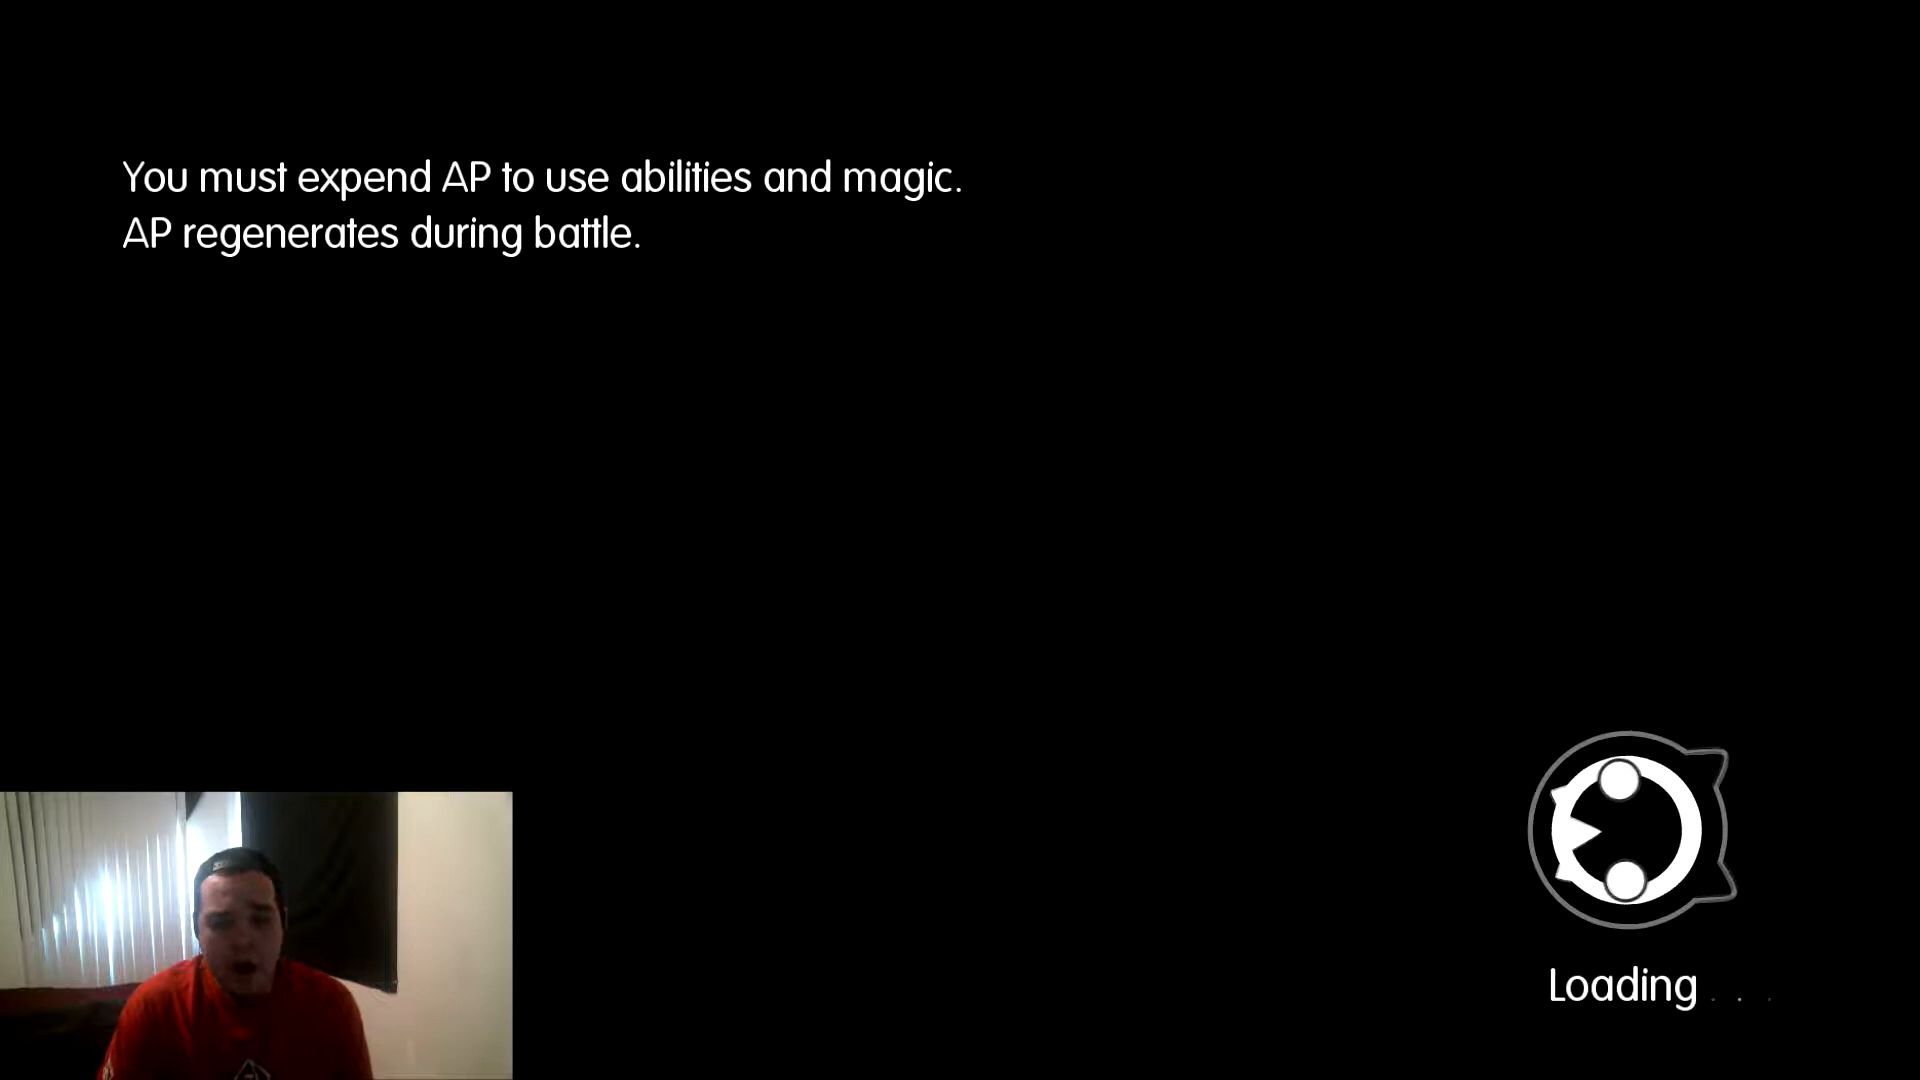 You must expend AP to use abilities and magic.
AP regenerates during battle.
Loading . . .